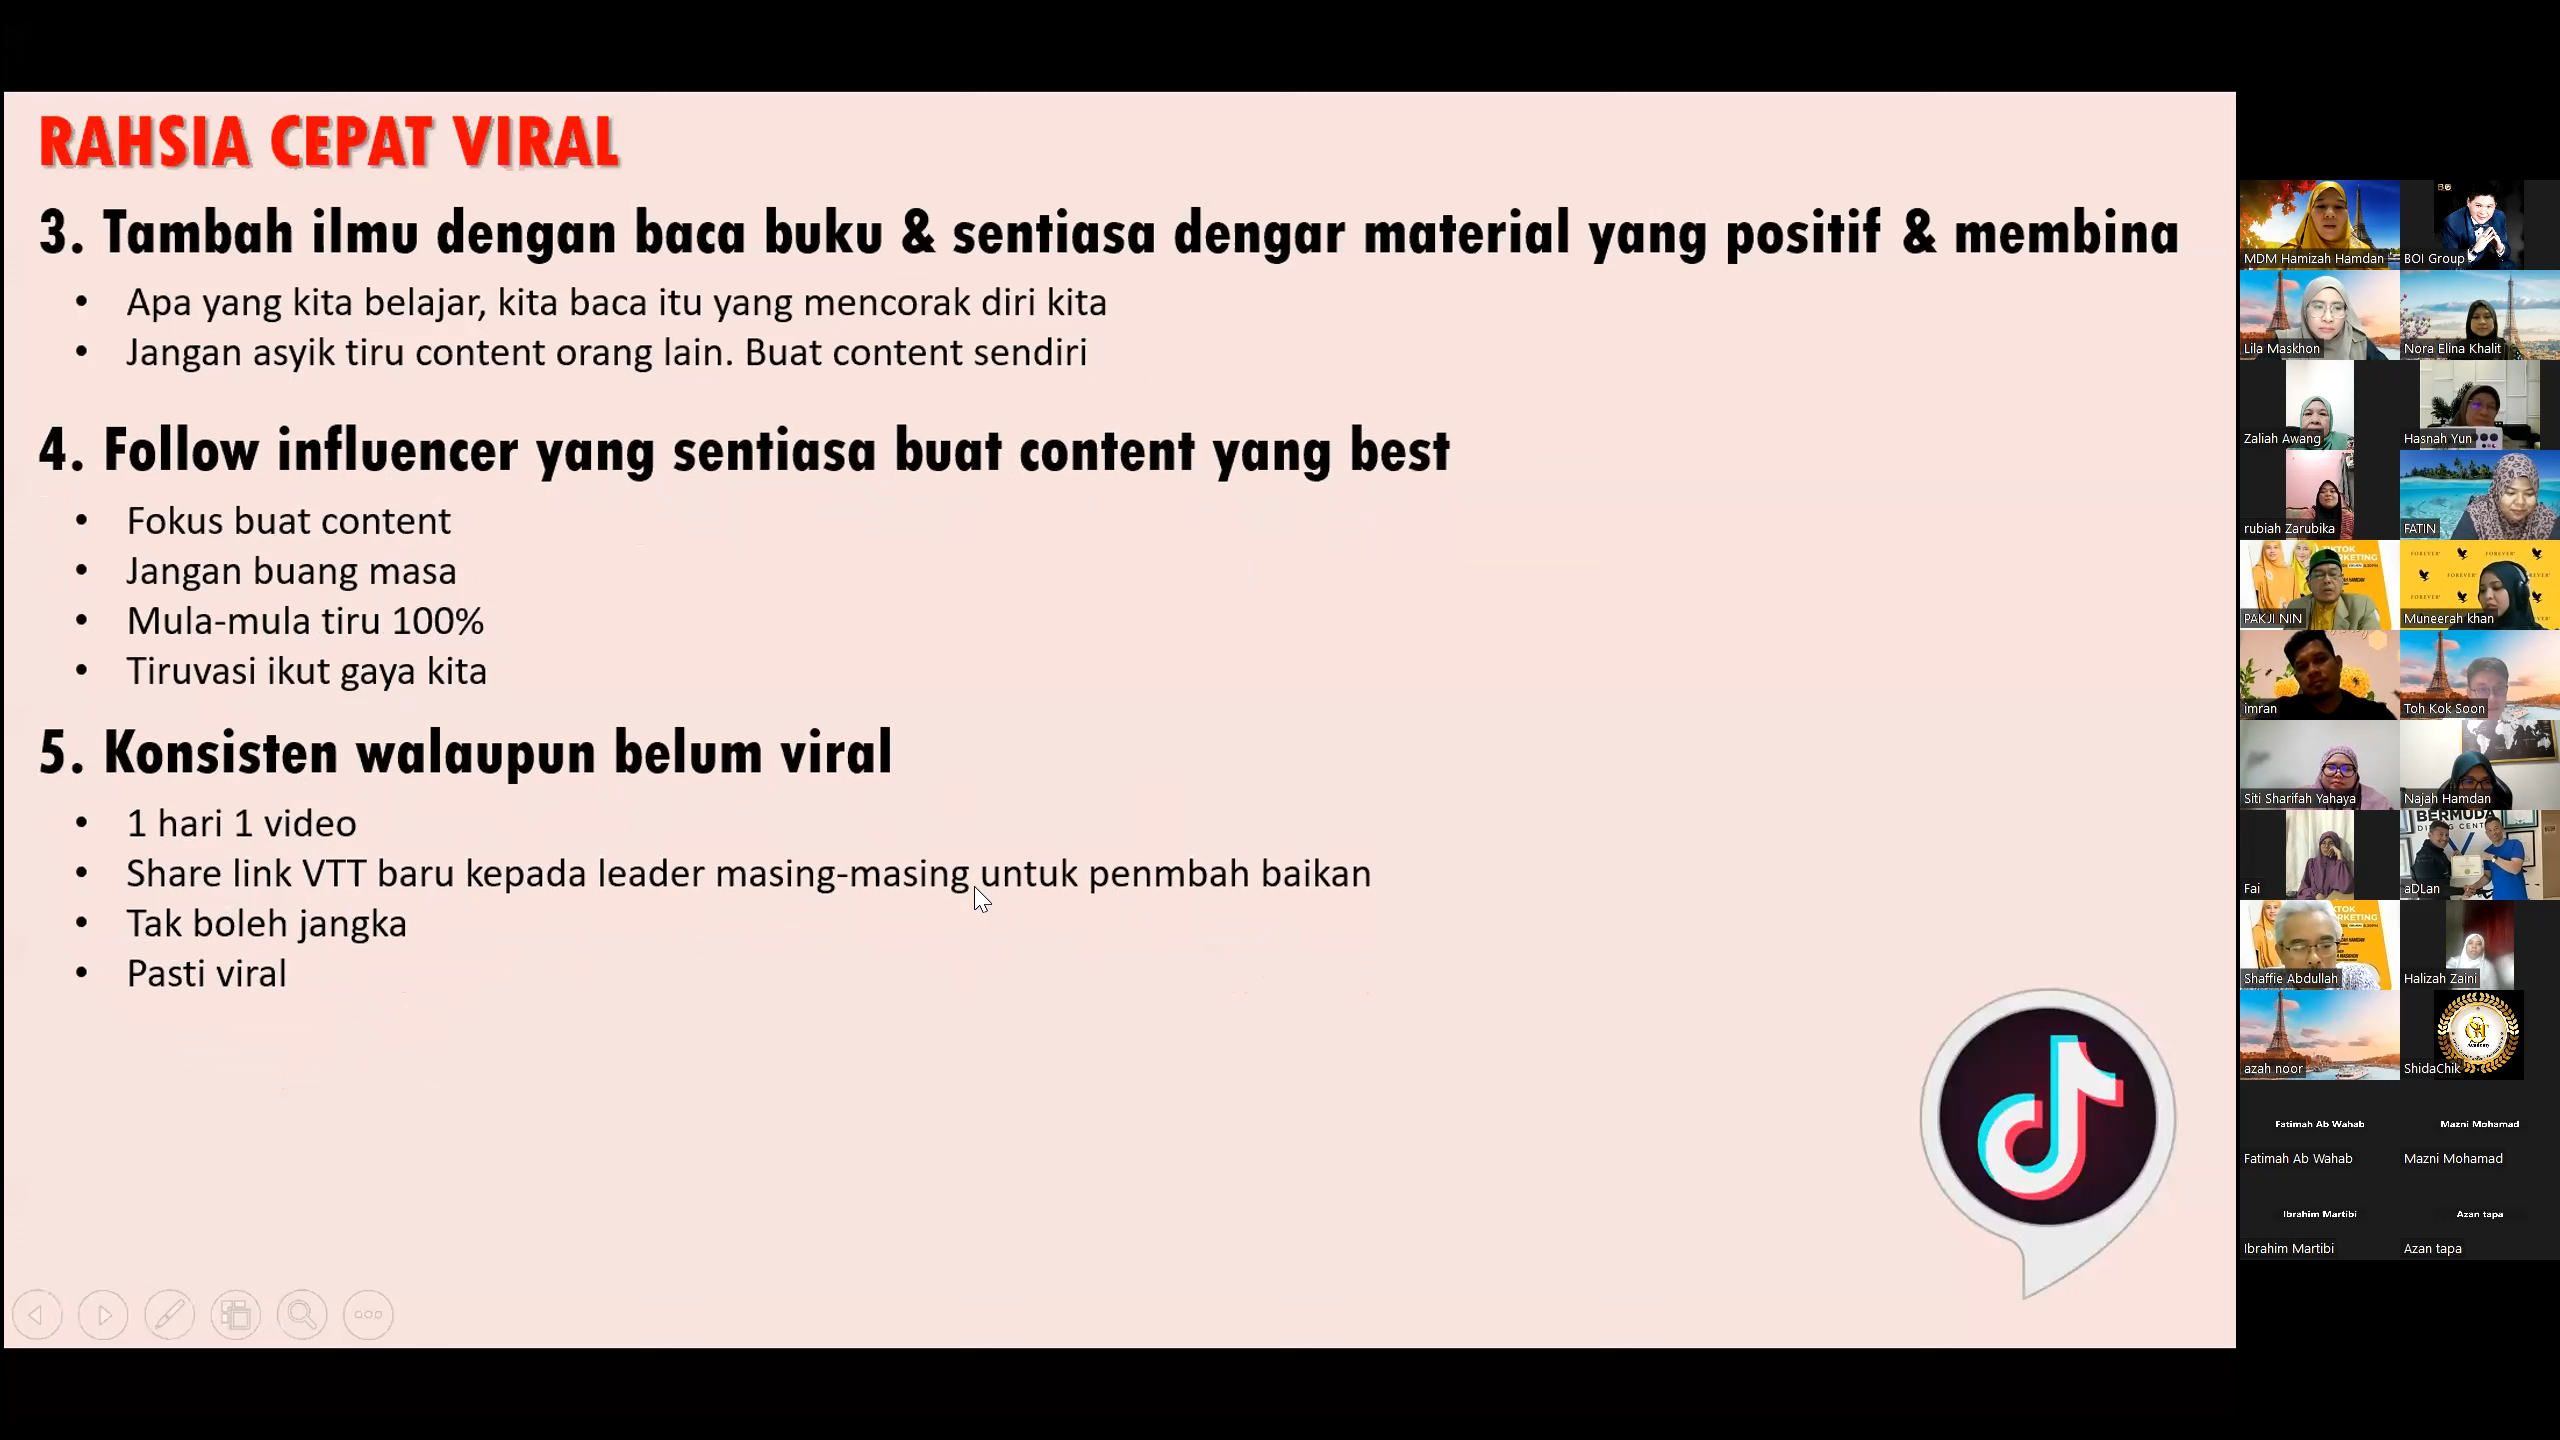 RAHSIA CEPAT VIRAL
3. Tambah ilmu dengan baca buku & sentiasa dengar material yang positif & membina
• Apa yang kita belajar, kita baca itu yang mencorak diri kita
• Jangan asyik tiru content orang lain. Buat content sendiri
4. Follow influencer yang sentiasa buat content yang best
• Fokus buat content
• Jangan buang masa
• Mula-mula tiru 100%
• Tiruvasi ikut gaya kita
5. Konsisten walaupun belum viral
• 1 hari 1 video
• Share link VTT baru kepada leader masing-masing untuk penmbah baikan
• Tak boleh jangka
• Pasti viral
MDM Hamizah Hamdan
BOI Group
Lila Maskhon
Nora Elina Khalit
Zaliah Awang
Hasnah Yun
rubiah Zarubika
FATIN
PAKJI NIN
FOREVER
Muneerah khan
imran
Toh Kok Soon
Siti Sharifah Yahaya
Najah Hamdan
Fai
BERMUDA
aDLan
Shaffie Abdullah
Halizah Zaini
azah noor
Academy
ShidaChik
Fatimah Ab Wahab
Mazni Mohamad
Fatimah Ab Wahab
Mazni Mohamad
Ibrahim Martibi
Azan tapa
Ibrahim Martibi
Azan tapa